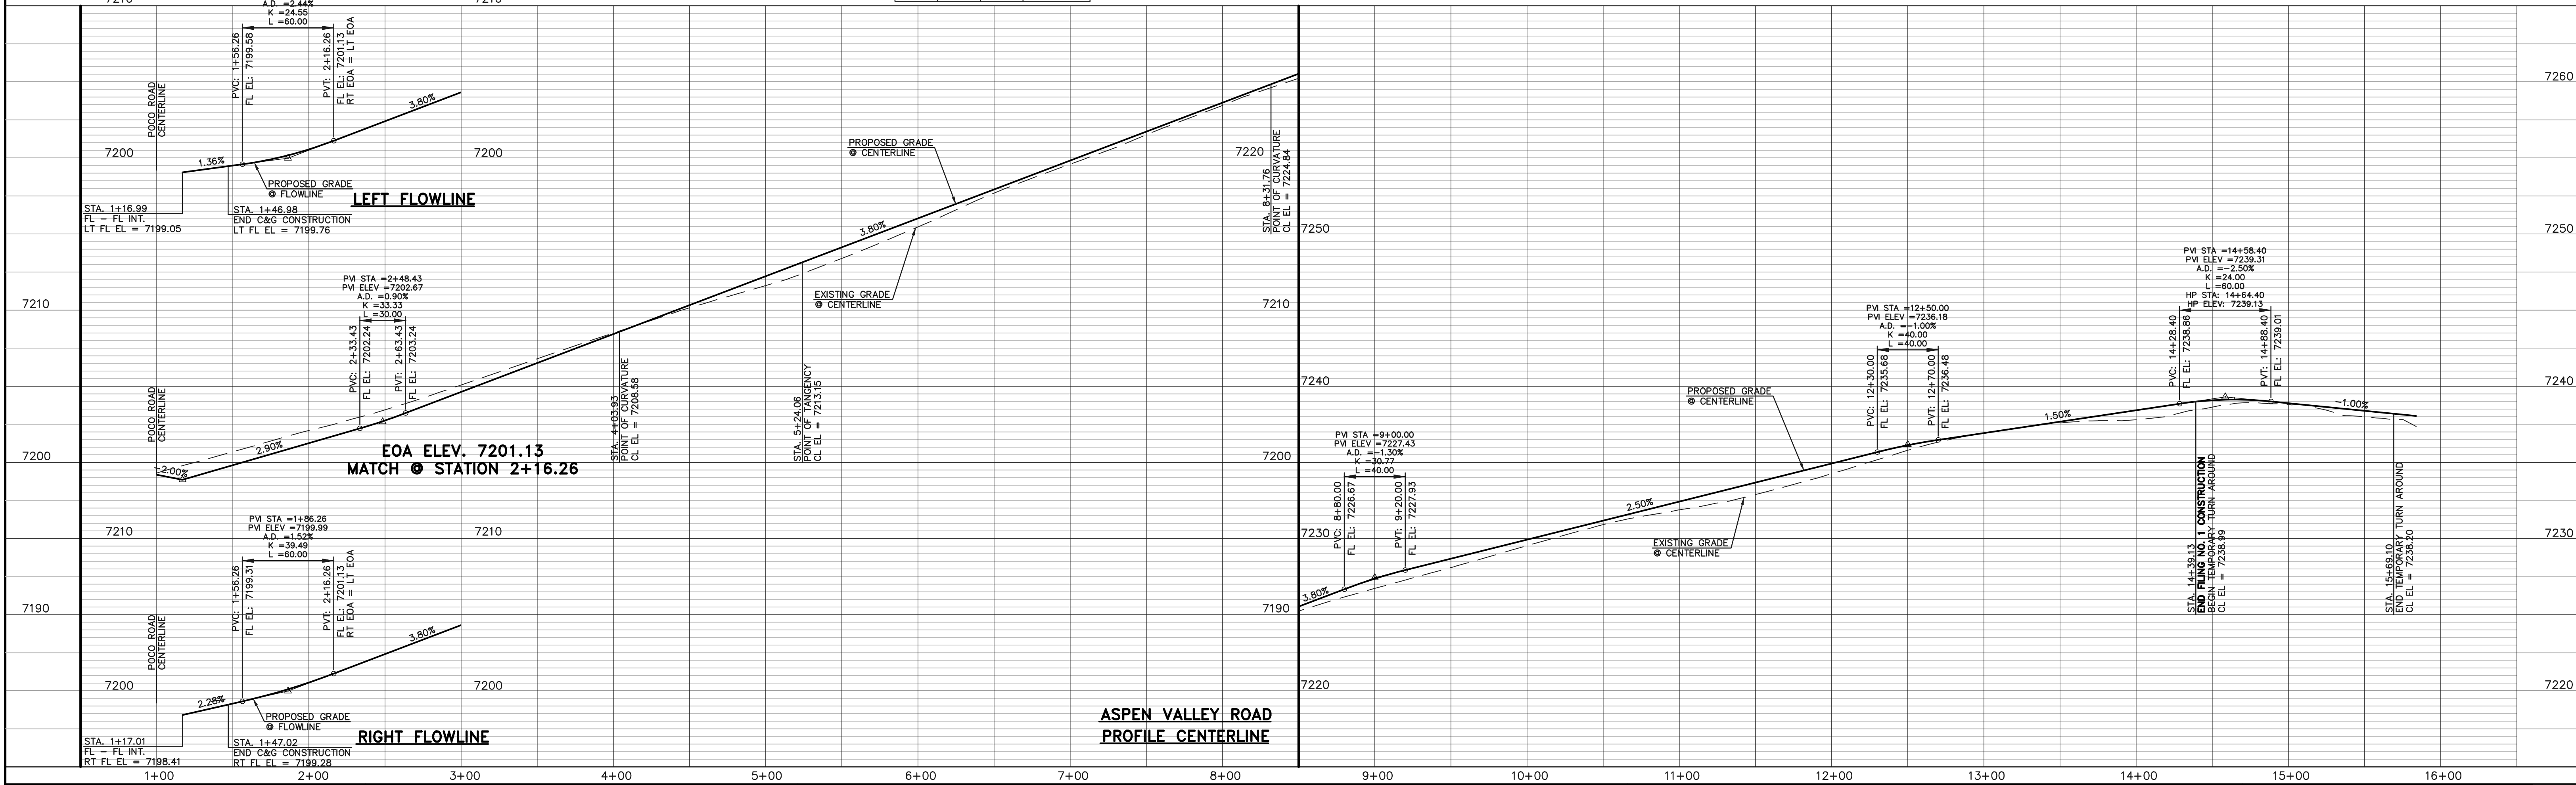 7210
7210
A.D. =2.44%
K =24.55
L =60.00
PVC: 1+56.26
FL EL: 7199.58
PVT: 2+16.26
FL EL: 7201.13
RT EOA = LT EOA
POCO ROAD
CENTERLINE
7200
7200
1.36%
3.80%
PROPOSED GRADE
@ FLOWLINE
LEFT FLOWLINE
STA. 1+16.99
FL - FL INT.
LT FL EL = 7199.05
STA. 1+46.98
END C&G CONSTRUCTION
LT FL EL = 7199.76
7210
PVI STA =2+48.43
PVI ELEV =7202.67
A.D. =0.90%
K =33.33
L =30.00
PVC: 2+33.43
FL EL: 7202.24
PVT: 2+63.43
FL EL: 7203.24
POCO ROAD
CENTERLINE
-2.00%
2.90%
7200
EOA ELEV. 7201.13
MATCH @ STATION 2+16.26
STA. 4+03.93
POINT OF CURVATURE
CL EL = 7208.58
STA. 5+24.06
POINT OF TANGENCY
CL EL = 7213.15
3.80%
PROPOSED GRADE
@ CENTERLINE
EXISTING GRADE
@ CENTERLINE
STA. 8+31.76
POINT OF CURVATURE
CL EL = 7224.84
7220
7210
7200
7190
7210
7210
PVI STA =1+86.26
PVI ELEV =7199.99
A.D. =1.52%
K =39.49
L =60.00
PVC: 1+56.26
FL EL: 7199.31
PVT: 2+16.26
FL EL: 7201.13
RT EOA = LT EOA
7190
POCO ROAD
CENTERLINE
7200
7200
2.28%
3.80%
PROPOSED GRADE
@ FLOWLINE
RIGHT FLOWLINE
STA. 1+17.01
FL - FL INT.
RT FL EL = 7198.41
STA. 1+47.02
END C&G CONSTRUCTION
RT FL EL = 7199.28
ASPEN VALLEY ROAD
PROFILE CENTERLINE
7250
7240
7230
7220
3.80%
PVI STA =9+00.00
PVI ELEV =7227.43
A.D. =-1.30%
K =30.77
L =40.00
PVC: 8+80.00
FL EL: 7226.67
PVT: 9+20.00
FL EL: 7227.93
2.50%
PROPOSED GRADE
@ CENTERLINE
EXISTING GRADE
@ CENTERLINE
PVI STA =12+50.00
PVI ELEV =7236.18
A.D. =-1.00%
K =40.00
L =40.00
PVC: 12+30.00
FL EL: 7235.68
PVT: 12+70.00
FL EL: 7236.48
1.50%
PVI STA =14+58.40
PVI ELEV =7239.31
A.D. =-2.50%
K =24.00
L =60.00
HP STA: 14+64.40
HP ELEV: 7239.13
PVC: 14+28.40
FL EL: 7238.86
PVT: 14+88.40
FL EL: 7239.01
-1.00%
STA. 14+39.13
END FILING NO. 1 CONSTRUCTION
BEGIN TEMPORARY TURN AROUND
CL EL = 7238.99
STA. 15+69.10
END TEMPORARY TURN AROUND
CL EL = 7238.20
7260
7250
7240
7230
7220
1+00
2+00
3+00
4+00
5+00
6+00
7+00
8+00
9+00
10+00
11+00
12+00
13+00
14+00
15+00
16+00